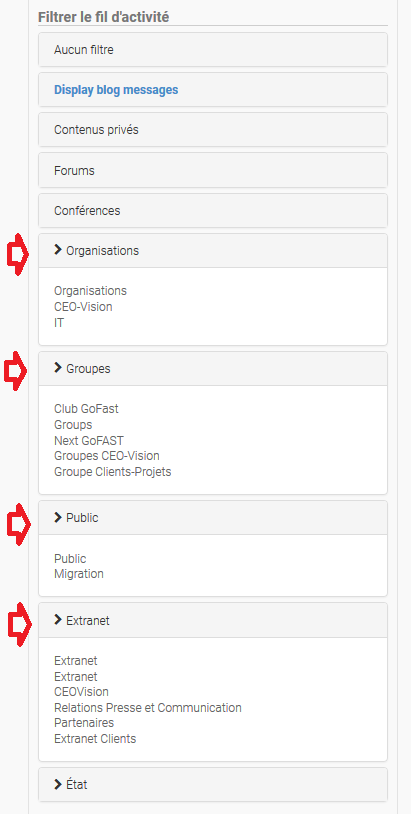 Filtrer le fil d'activité
Aucun filtre
Display blog messages
Contenus privés
Forums
Conférences
Organisations
Organisations
CEO-Vision
IT
Groupes
Club GoFast
Groups
Next GoFAST
Groupes CEO-Vision
Groupe Clients-Projets
Public
Public
Migration
Extranet
Extranet
Extranet
CEOVision
Relations Presse et Communication
Partenaires
Extranet Clients
État